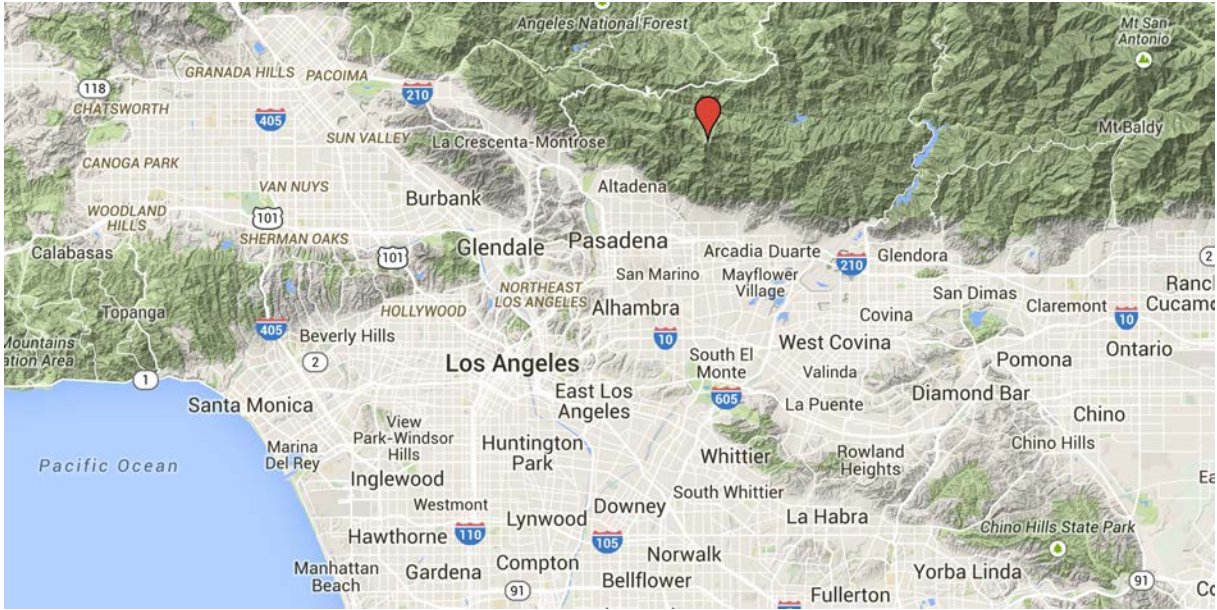 Angeles National Forest
Mt San
Antonio
GRANADA HILLS
PACOIMA
118
210
CHATSWORTH
405
SUN VALLEY
La Crescenta-Montrose
Mt Baldy
CANOGA PARK
VAN NUYS
Burbank
Altadena
WOODLAND
HILLS
101
SHERMAN OAKS
Calabasas
101
Glendale
Pasadena
Arcadia
Duarte
210
Glendora
2
San Marino
Mayflower
Village
NORTHEAST
LOS ANGELES
San Dimas
Ranc
Cucamo
Topanga
HOLLYWOOD
Alhambra
Covina
Claremont
10
405
Beverly Hills
10
West Covina
Ontario
Mountains
ation Area
2
Los Angeles
South El
Monte
Valinda
Pomona
1
East Los
Angeles
605
La Puente
Diamond Bar
Santa Monica
Chino
View
Park-Windsor
Hills
Marina
Del Rey
Huntington
Park
Whittier
Rowland
Heights
Chino Hills
Pacific Ocean
Inglewood
Ea
Westmont
Downey
South Whittier
Lynwood
La Habra
Chino Hills State Park
Hawthorne
110
105
Norwalk
Manhattan
Beach
Gardena
Compton
91
Bellflower
Yorba Linda
91
Fullerton
Co